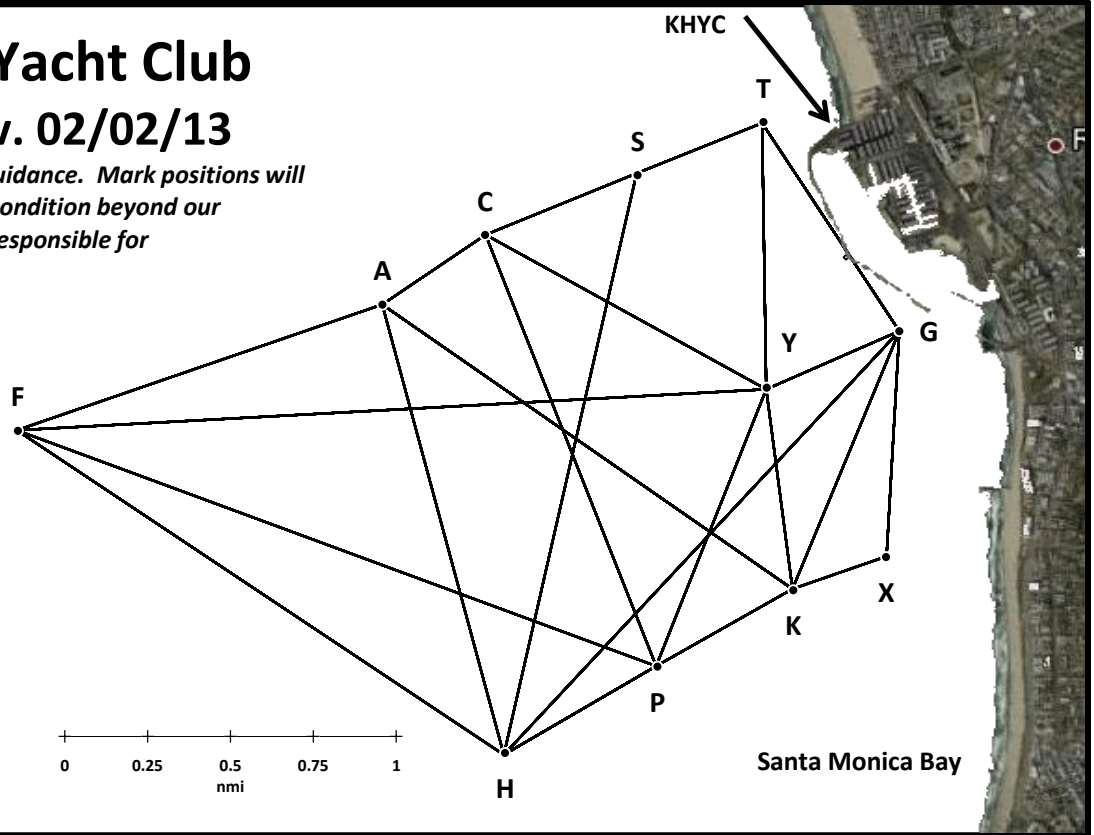 KHYC
Yacht Club
v. 02/02/13
uidance. Mark positions will
ondition beyond our
esponsible for
T
S
C
A
F
Y
G
X
K
P
H
0 0.25 0.5 0.75 1
nmi
Santa Monica Bay
F